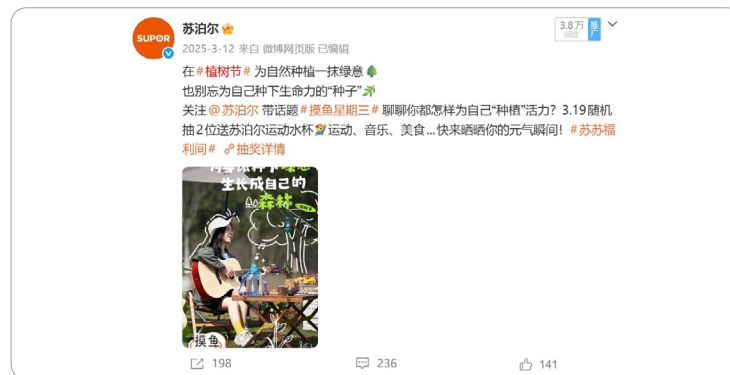 SUPOR
苏泊尔
2025-3-12 来自 微博网页版 已编辑
3.8万
阅读
推广
在#植树节# 为自然种植一抹绿意
也别忘为自己种下生命力的“种子”
关注@苏泊尔 带话题#摸鱼星期三# 聊聊你都怎样为自己“种植”活力？3.19随机
抽2位送苏泊尔运动水杯 运动、音乐、美食...快来晒晒你的元气瞬间！#苏苏福
利间# 抽奖详情
生长成自己的
森林
摸鱼
198
236
141